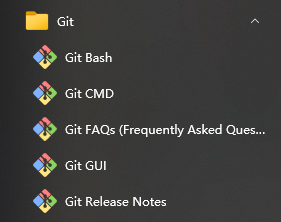 Git
Git Bash
Git CMD
Git FAQs (Frequently Asked Ques...
Git GUI
Git Release Notes